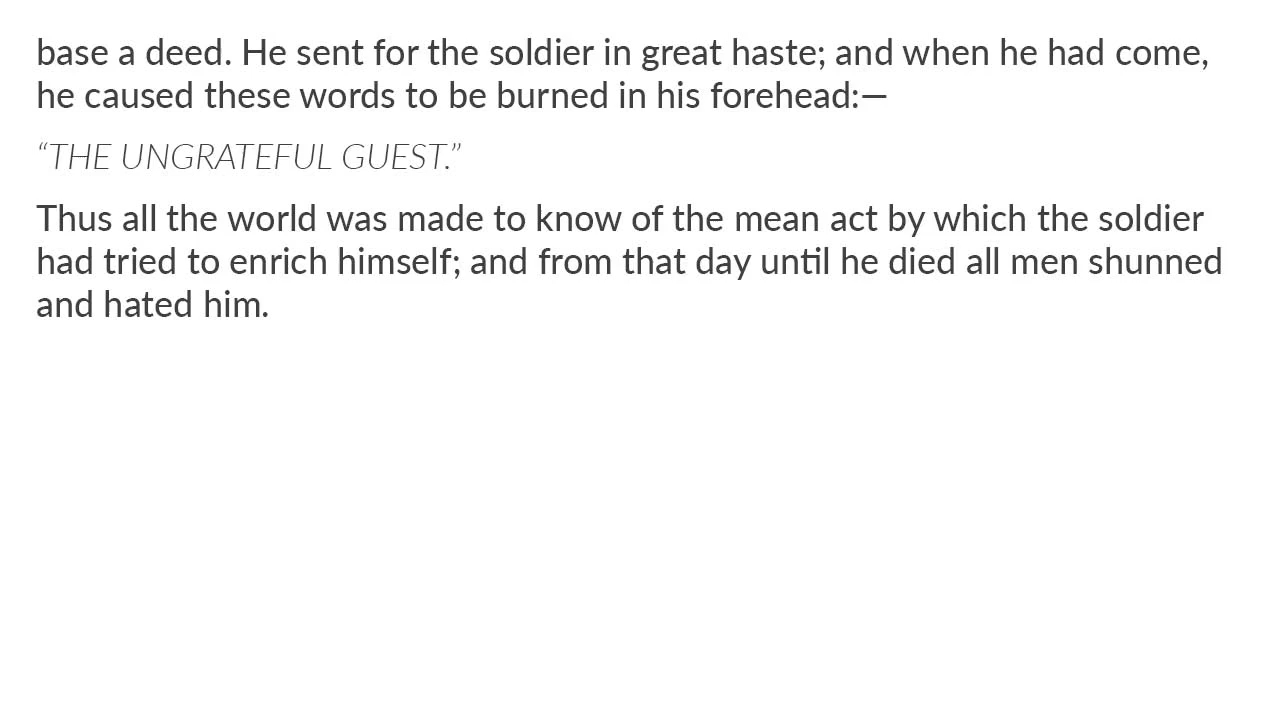 base a deed. He sent for the soldier in great haste; and when he had come,
he caused these words to be burned in his forehead:—
“THE UNGRATEFUL GUEST.”
Thus all the world was made to know of the mean act by which the soldier
had tried to enrich himself; and from that day until he died all men shunned
and hated him.